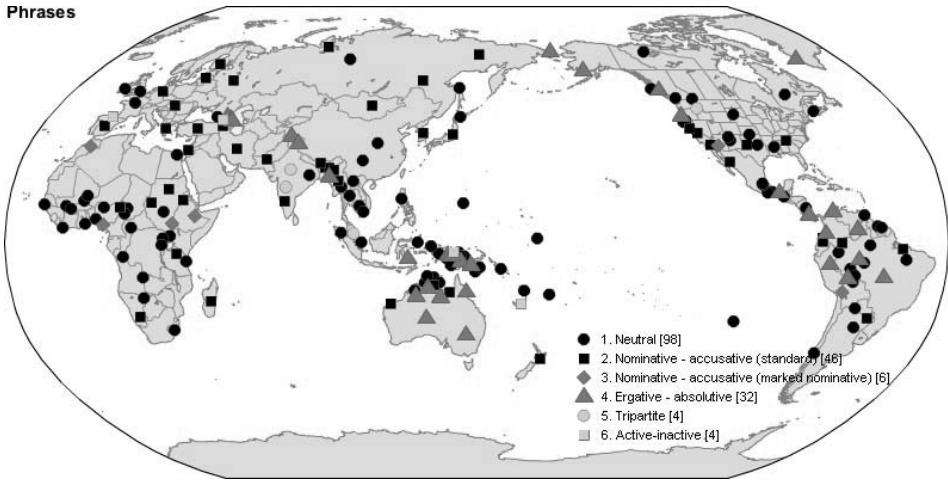 Phrases
1. Neutral [98]
2. Nominative - accusative (standard) [46]
3. Nominative - accusative (marked nominative) [6]
4. Ergative - absolutive [32]
5. Tripartite [4]
6. Active-inactive [4]